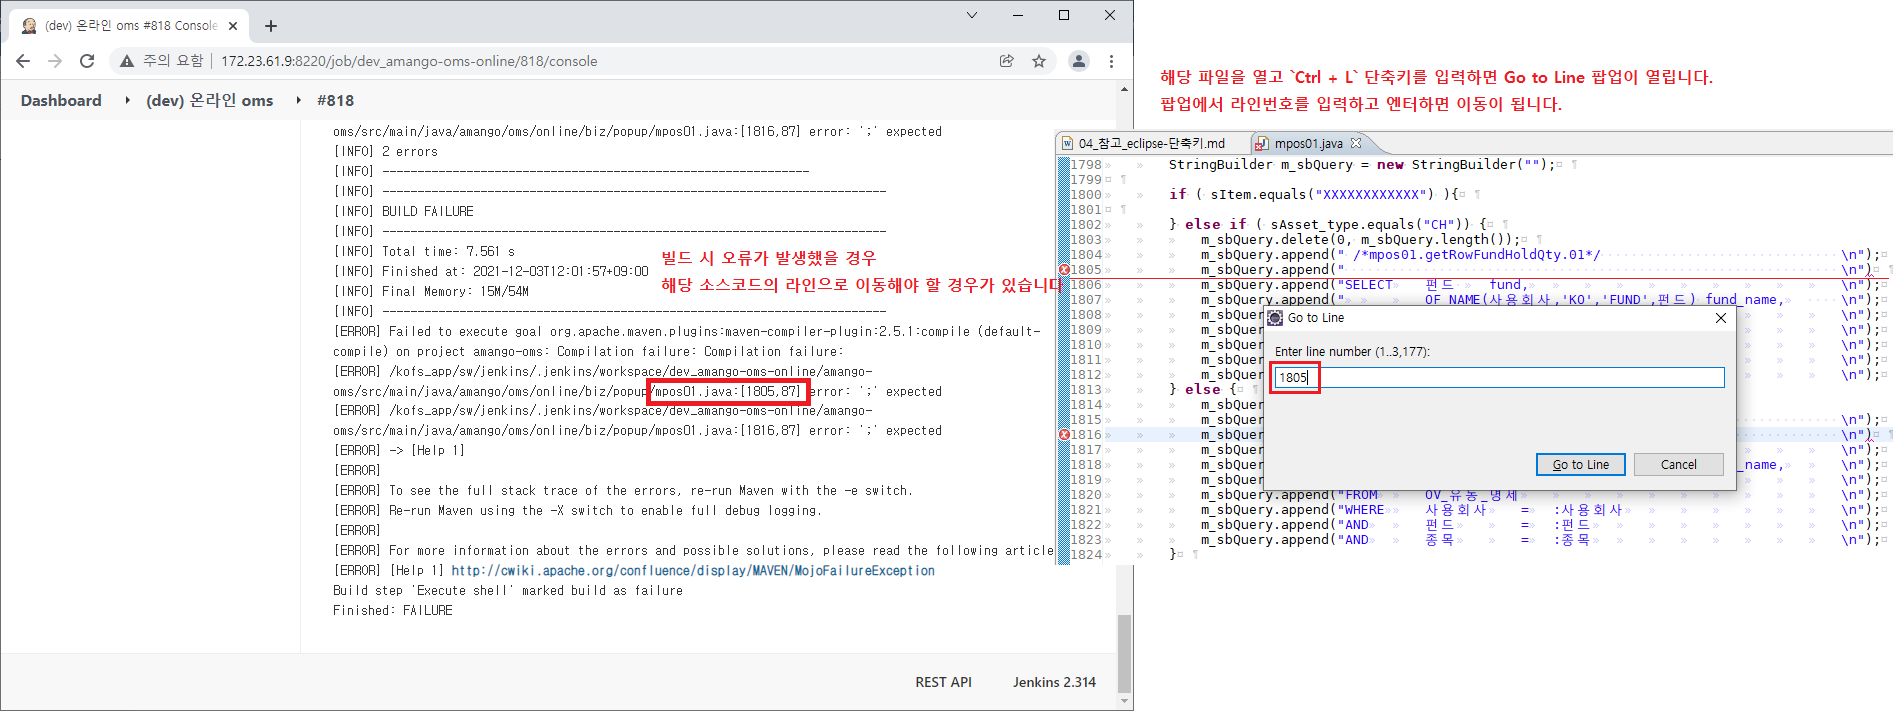 (dev) 온라인 oms #818 Console
주의 요함 | 172.23.61.9:8220/job/dev_amango-oms-online/818/console
Dashboard (dev) 온라인 oms #818
oms/src/main/java/amango/oms/online/biz/popup/mpos01.java:[1816,87] error: ';' expected
[INFO] 2 errors
[INFO] -------------------------------------------------------------
[INFO] ------------------------------------------------------------------------
[INFO] BUILD FAILURE
[INFO] ------------------------------------------------------------------------
[INFO] Total time: 7.561 s
[INFO] Finished at: 2021-12-03T12:01:57+09:00
[INFO] Final Memory: 15M/54M
[INFO] ------------------------------------------------------------------------
[ERROR] Failed to execute goal org.apache.maven.plugins:maven-compiler-plugin:2.5.1:compile (default-
compile) on project amango-oms: Compilation failure: Compilation failure:
[ERROR] /kofs_app/sw/jenkins/.jenkins/workspace/dev_amango-oms-online/amango-
oms/src/main/java/amango/oms/online/biz/popup/mpos01.java:[1805,87] error: ';' expected
[ERROR] /kofs_app/sw/jenkins/.jenkins/workspace/dev_amango-oms-online/amango-
oms/src/main/java/amango/oms/online/biz/popup/mpos01.java:[1816,87] error: ';' expected
[ERROR] -> [Help 1]
[ERROR]
[ERROR] To see the full stack trace of the errors, re-run Maven with the -e switch.
[ERROR] Re-run Maven using the -X switch to enable full debug logging.
[ERROR]
[ERROR] For more information about the errors and possible solutions, please read the following article
[ERROR] [Help 1] http://cwiki.apache.org/confluence/display/MAVEN/MojoFailureException
Build step 'Execute shell' marked build as failure
Finished: FAILURE
REST API Jenkins 2.314
빌드 시 오류가 발생했을 경우
해당 소스코드의 라인으로 이동해야 할 경우가 있습니다
해당 파일을 열고 `Ctrl + L` 단축키를 입력하면 Go to Line 팝업이 열립니다.
팝업에서 라인번호를 입력하고 엔터하면 이동이 됩니다.
04_참고_eclipse-단축키.md mpos01.java
1798 StringBuilder m_sbQuery = new StringBuilder("");
1799
1800 if ( sItem.equals("XXXXXXXXXXXX") ){
1801
1802 } else if ( sAsset_type.equals("CH")) {
1803 m_sbQuery.delete(0, m_sbQuery.length());
1804 m_sbQuery.append(" /*mpos01.getRowFundHoldQty.01*/ \n");
1805 m_sbQuery.append(" \n")
1806 m_sbQuery.append("SELECT 펀드 fund, \n");
1807 m_sbQuery.append(" OF_NAME(사용회사,'KO','FUND',펀드) fund_name, \n");
1808 m_sbQuer \n");
1809 m_sbQuer \n");
1810 m_sbQuer \n");
1811 m_sbQuer \n");
1812 m_sbQuer \n");
1813 } else {
1814 m_sbQuer
1815 m_sbQuer \n");
1816 m_sbQuer \n")
1817 m_sbQuer \n");
1818 m_sbQuer _name, \n");
1819 m_sbQuer \n");
1820 m_sbQuery.append("FROM OV_유동_명세 \n");
1821 m_sbQuery.append("WHERE 사용회사 = :사용회사 \n");
1822 m_sbQuery.append("AND 펀드 = :펀드 \n");
1823 m_sbQuery.append("AND 종목 = :종목 \n");
1824 }
Go to Line
Enter line number (1..3,177):
1805
Go to Line Cancel